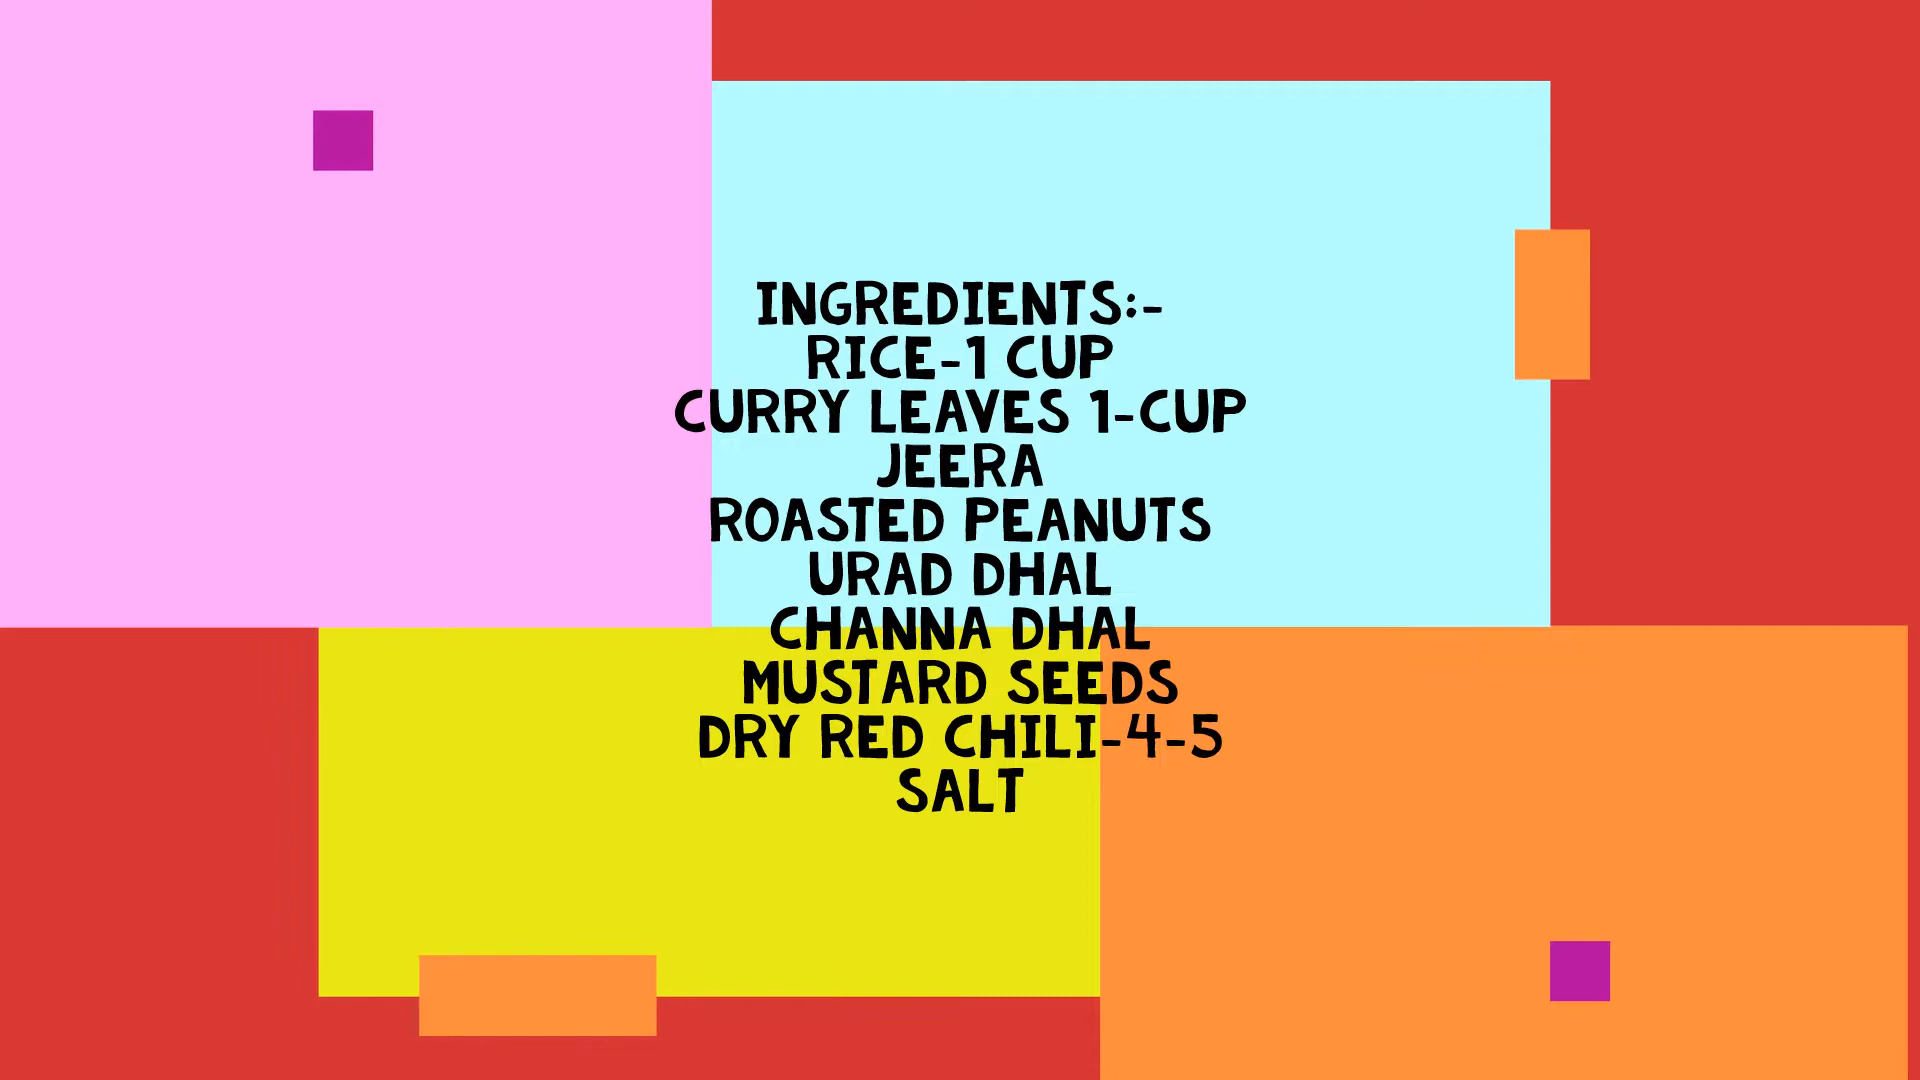 INGREDIENTS:-
RICE-1 CUP
CURRY LEAVES 1-CUP
JEERA
ROASTED PEANUTS
URAD DHAL
CHANNA DHAL
MUSTARD SEEDS
DRY RED CHILI-4-5
SALT